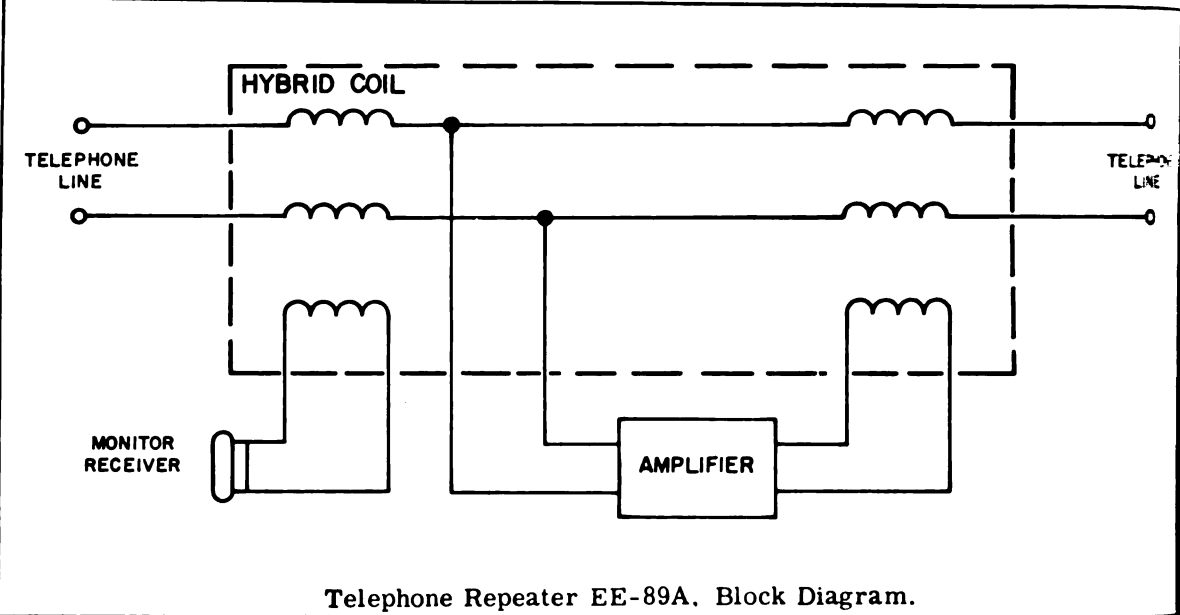 HYBRID COIL
TELEPHONE
LINE
LINE
MONITOR
RECEIVER
AMPLIFIER
Telephone Repeater EE-89A, Block Diagram.